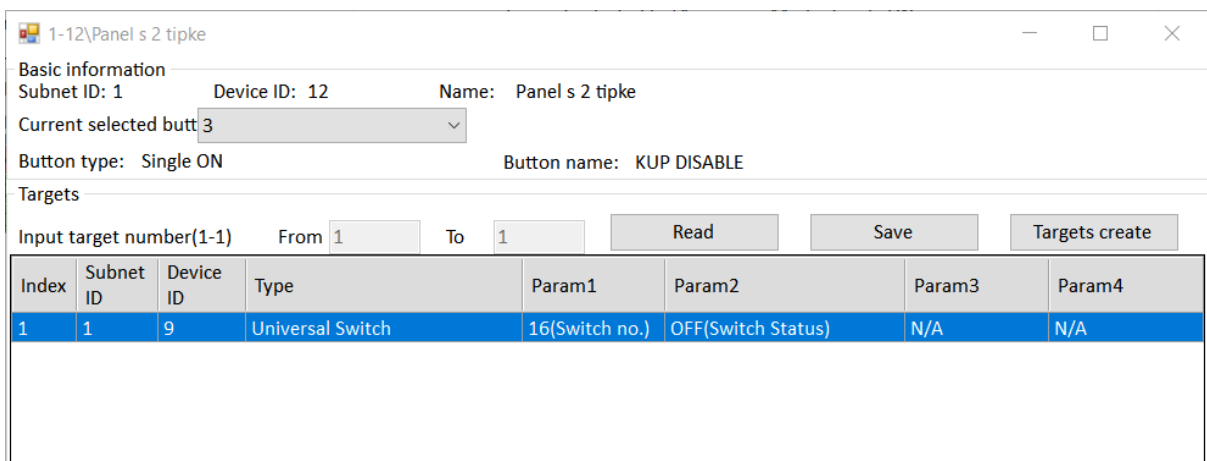 1-12\Panel s 2 tipke
Basic information
Subnet ID: 1 Device ID: 12 Name: Panel s 2 tipke
Current selected butt 3
Button type: Single ON Button name: KUP DISABLE
Targets
Input target number(1-1) From 1 To 1 Read Save Targets create
Index Subnet ID Device ID Type Param1 Param2 Param3 Param4
1 1 9 Universal Switch 16(Switch no.) OFF(Switch Status) N/A N/A